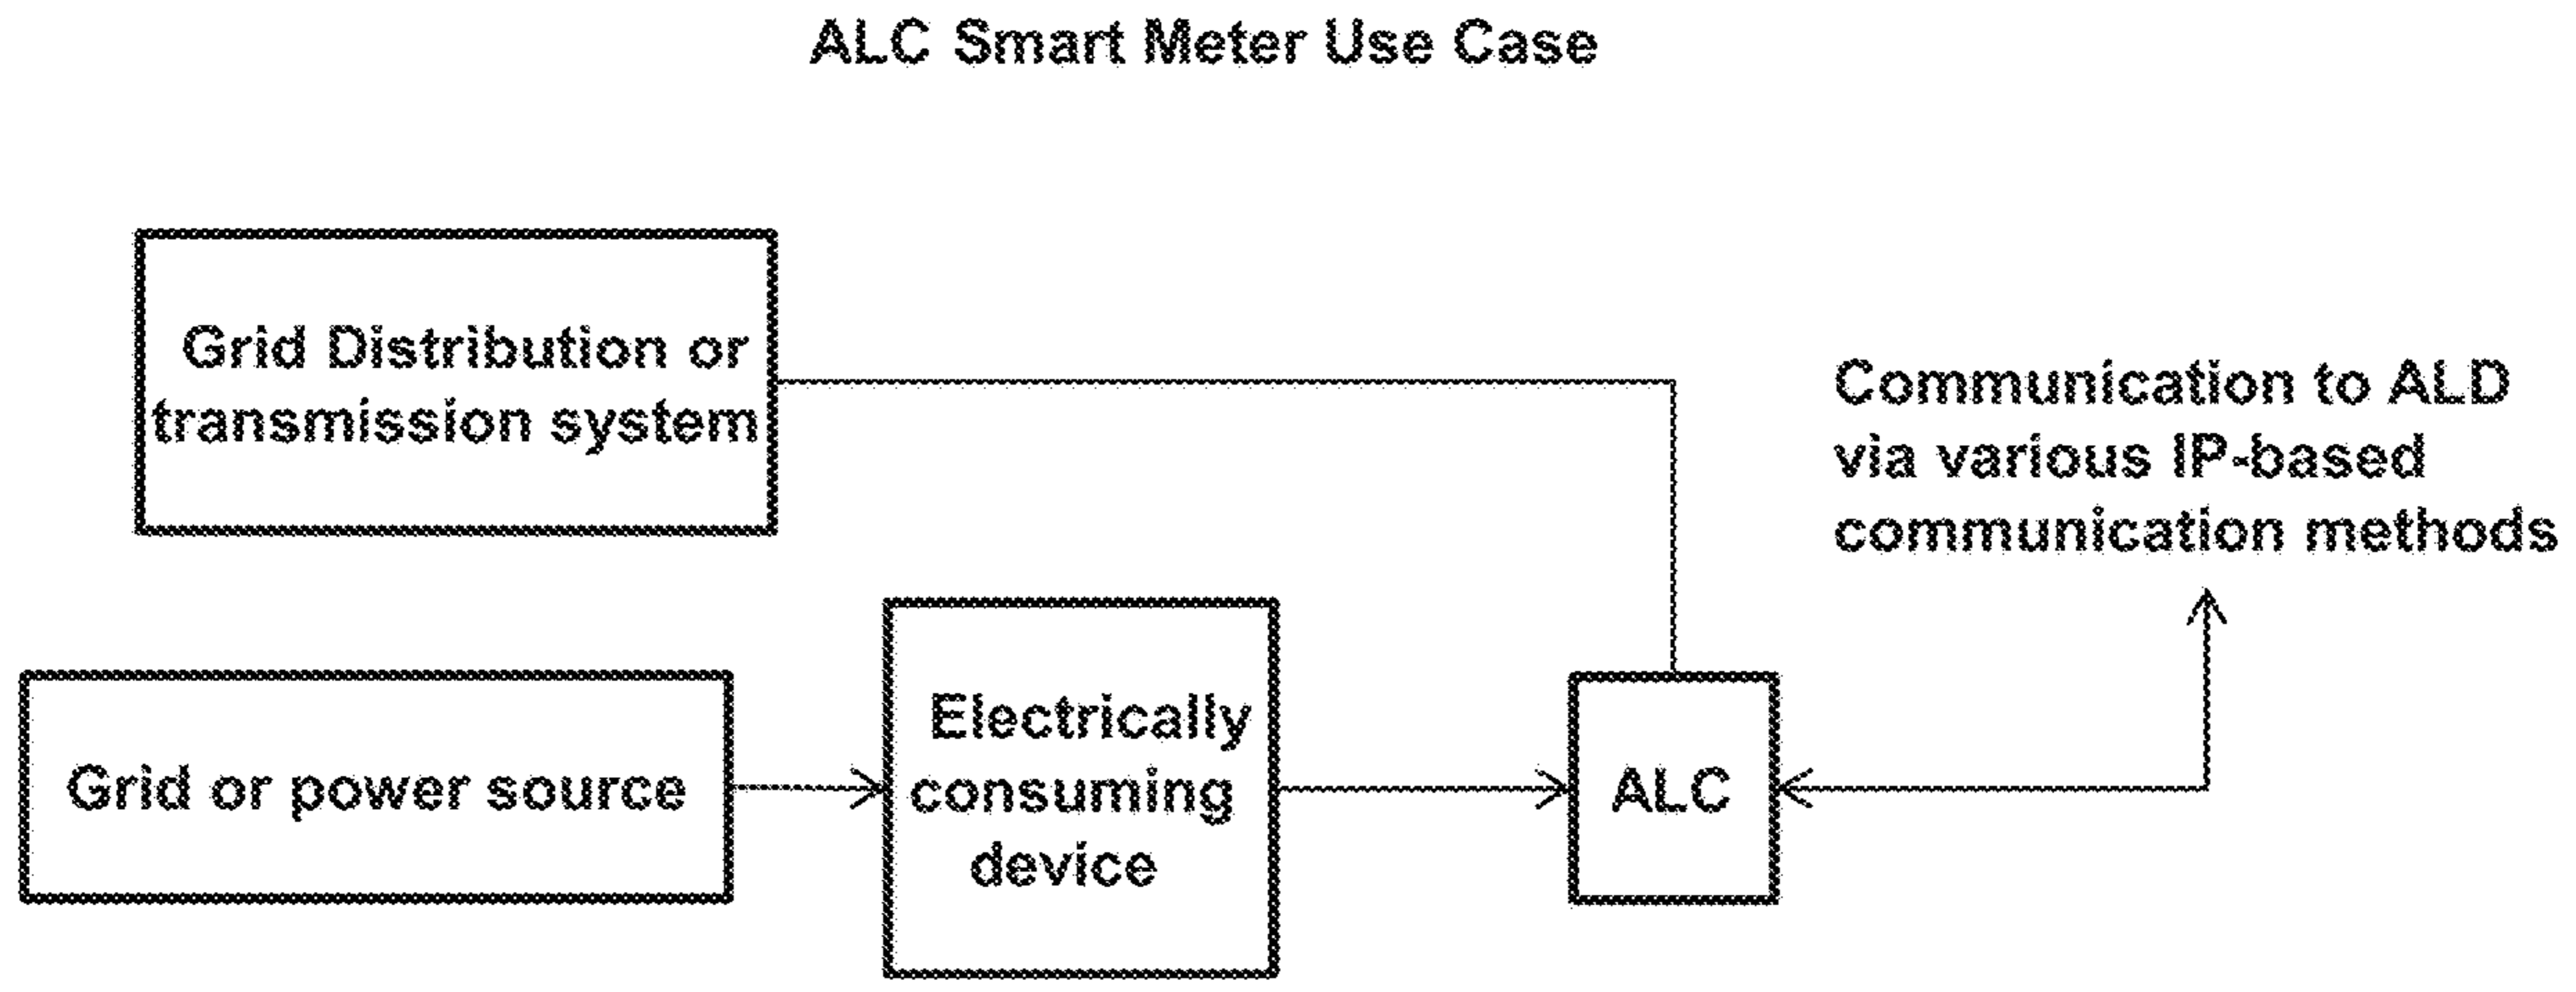 ALC Smart Meter Use Case
Grid Distribution or
transmission system
Communication to ALD
via various IP-based
communication methods
Grid or power source
Electrically
consuming
device
ALC